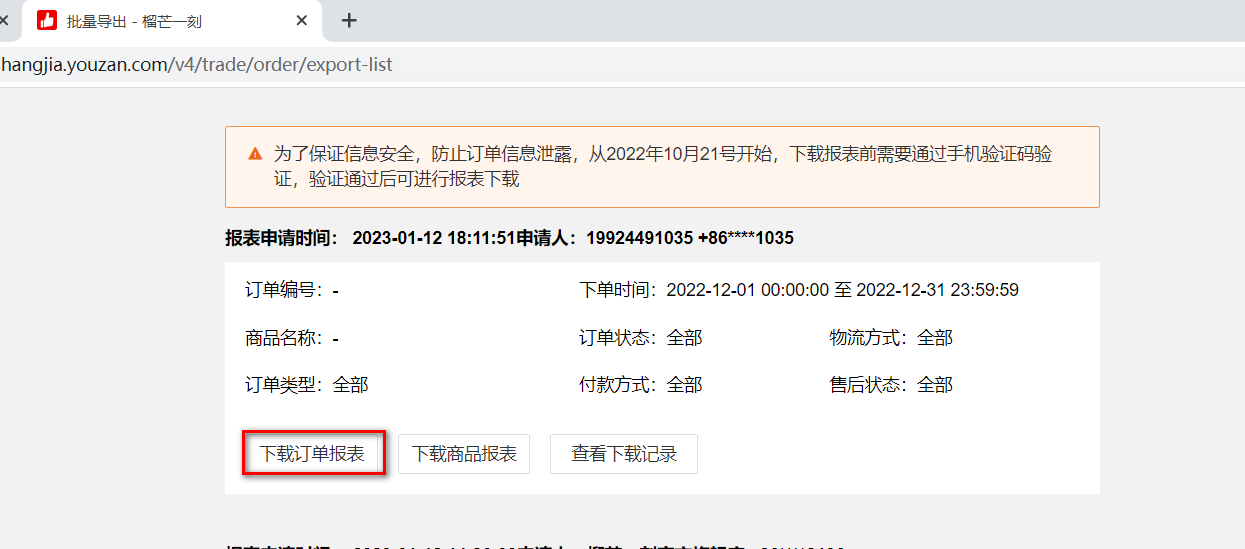 批量导出 - 榴芒一刻
hangjia.youzan.com/v4/trade/order/export-list
为了保证信息安全，防止订单信息泄露，从2022年10月21号开始，下载报表前需要通过手机验证码验
证，验证通过后可进行报表下载
报表申请时间： 2023-01-12 18:11:51申请人：19924491035 +86****1035
订单编号：- 下单时间：2022-12-01 00:00:00 至 2022-12-31 23:59:59
商品名称：- 订单状态：全部 物流方式：全部
订单类型：全部 付款方式：全部 售后状态：全部
下载订单报表 下载商品报表 查看下载记录